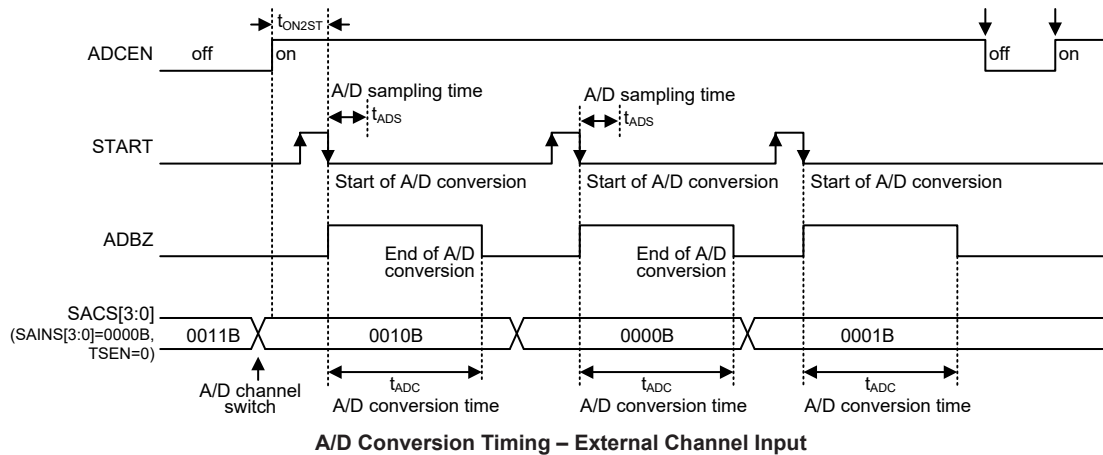 tON2ST
ADCEN
off
on
off
on
A/D sampling time
tADS
A/D sampling time
tADS
START
Start of A/D conversion
Start of A/D conversion
Start of A/D conversion
ADBZ
End of A/D
conversion
End of A/D
conversion
SACS[3:0]
(SAINS[3:0]=0000B,
TSEN=0)
0011B
0010B
0000B
0001B
A/D channel
switch
tADC
A/D conversion time
tADC
A/D conversion time
tADC
A/D conversion time
A/D Conversion Timing – External Channel Input